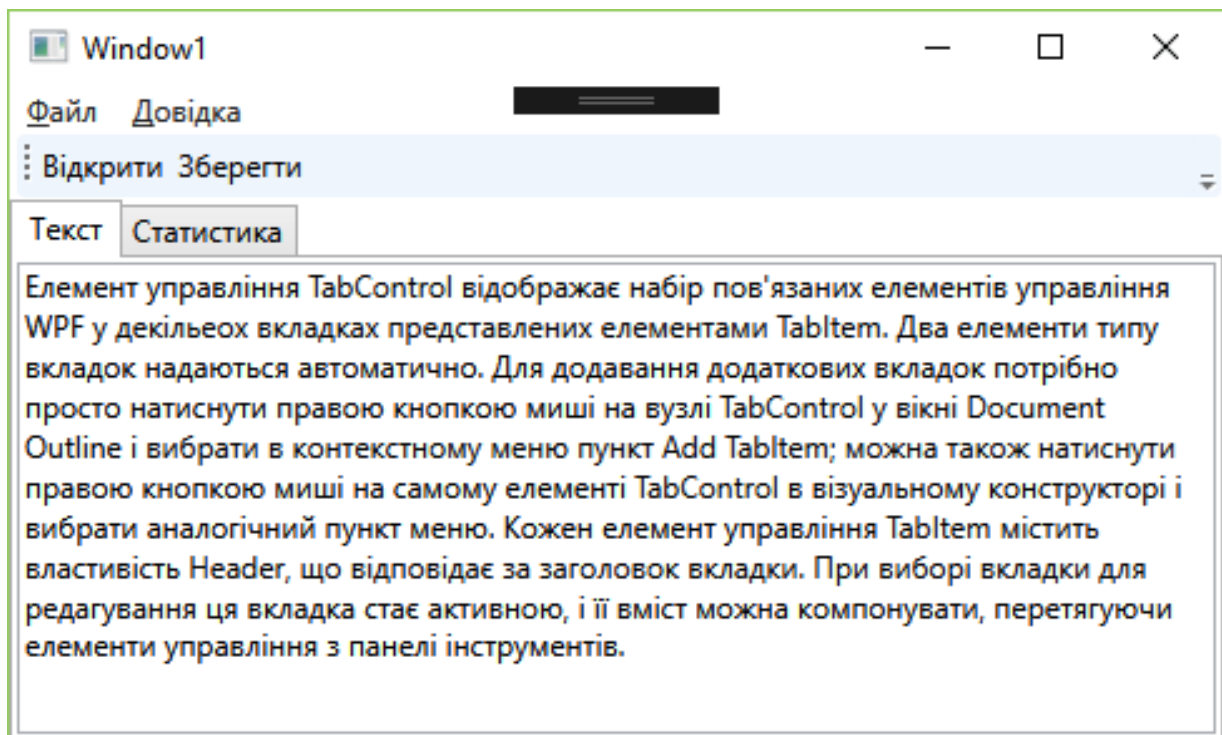 Window1
Файл Довідка
Відкрити Зберегти
Текст Статистика
Елемент управління TabControl відображає набір пов'язаних елементів управління
WPF у декільеох вкладках представлених елементами TabItem. Два елементи типу
вкладок надаються автоматично. Для додавання додаткових вкладок потрібно
просто натиснути правою кнопкою миші на вузлі TabControl у вікні Document
Outline і вибрати в контекстному меню пункт Add TabItem; можна також натиснути
правою кнопкою миші на самому елементі TabControl в візуальному конструкторі і
вибрати аналогічний пункт меню. Кожен елемент управління TabItem містить
властивість Header, що відповідає за заголовок вкладки. При виборі вкладки для
редагування ця вкладка стає активною, і її вміст можна компонувати, перетягуючи
елементи управління з панелі інструментів.